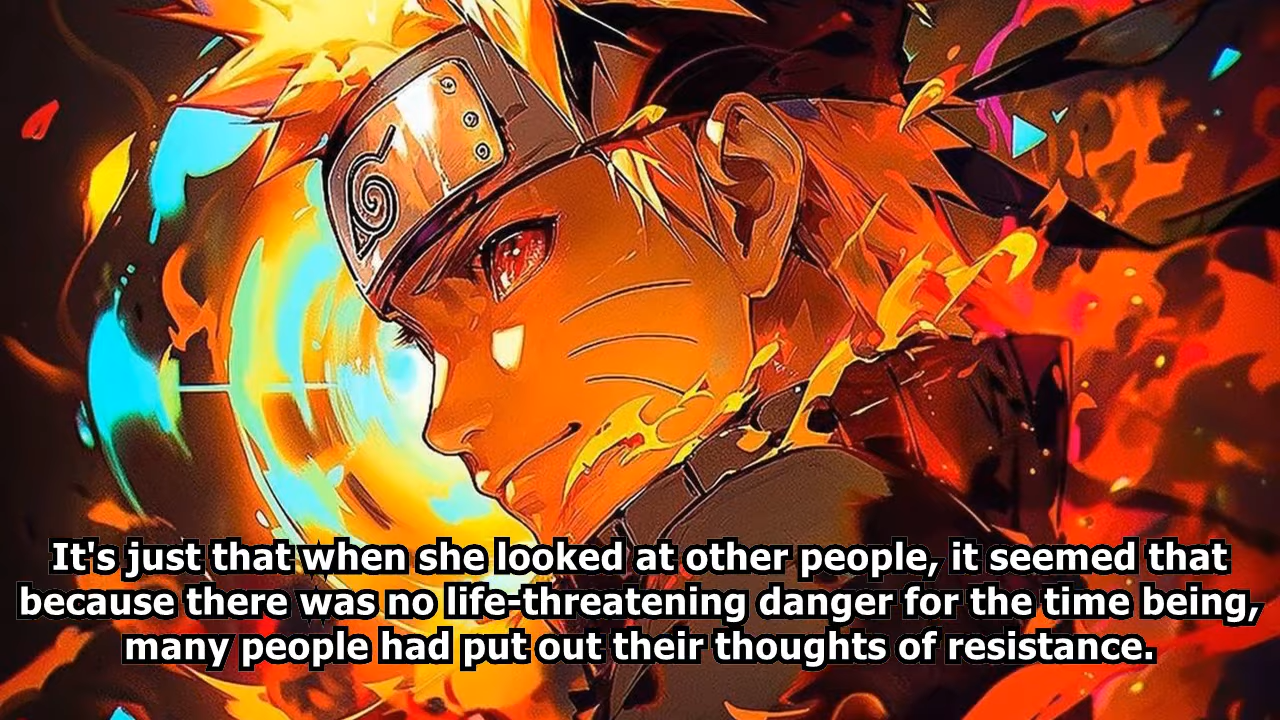 It's just that when she looked at other people, it seemed that
because there was no life-threatening danger for the time being,
many people had put out their thoughts of resistance.